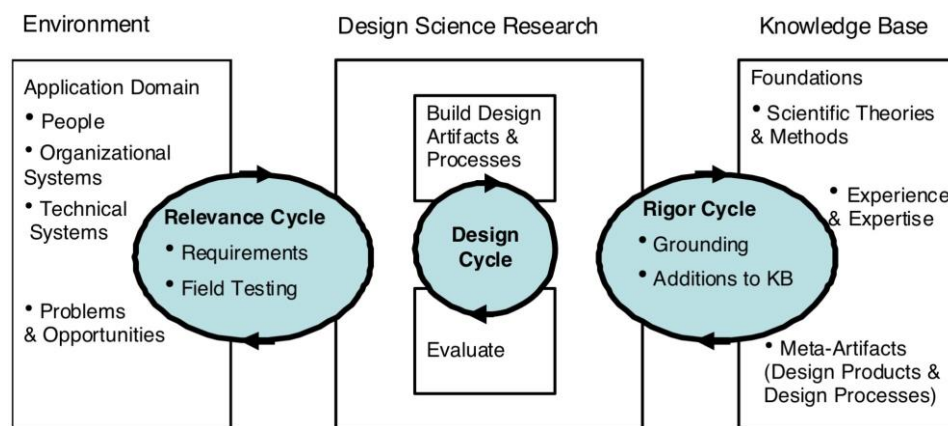 Environment
Design Science Research
Knowledge Base
Application Domain
• People
• Organizational
Systems
• Technical
Systems
• Problems
& Opportunities
Relevance Cycle
• Requirements
• Field Testing
Build Design
Artifacts &
Processes
Design
Cycle
Evaluate
Rigor Cycle
• Grounding
• Additions to KB
Foundations
• Scientific Theories
& Methods
• Experience
& Expertise
• Meta-Artifacts
(Design Products &
Design Processes)